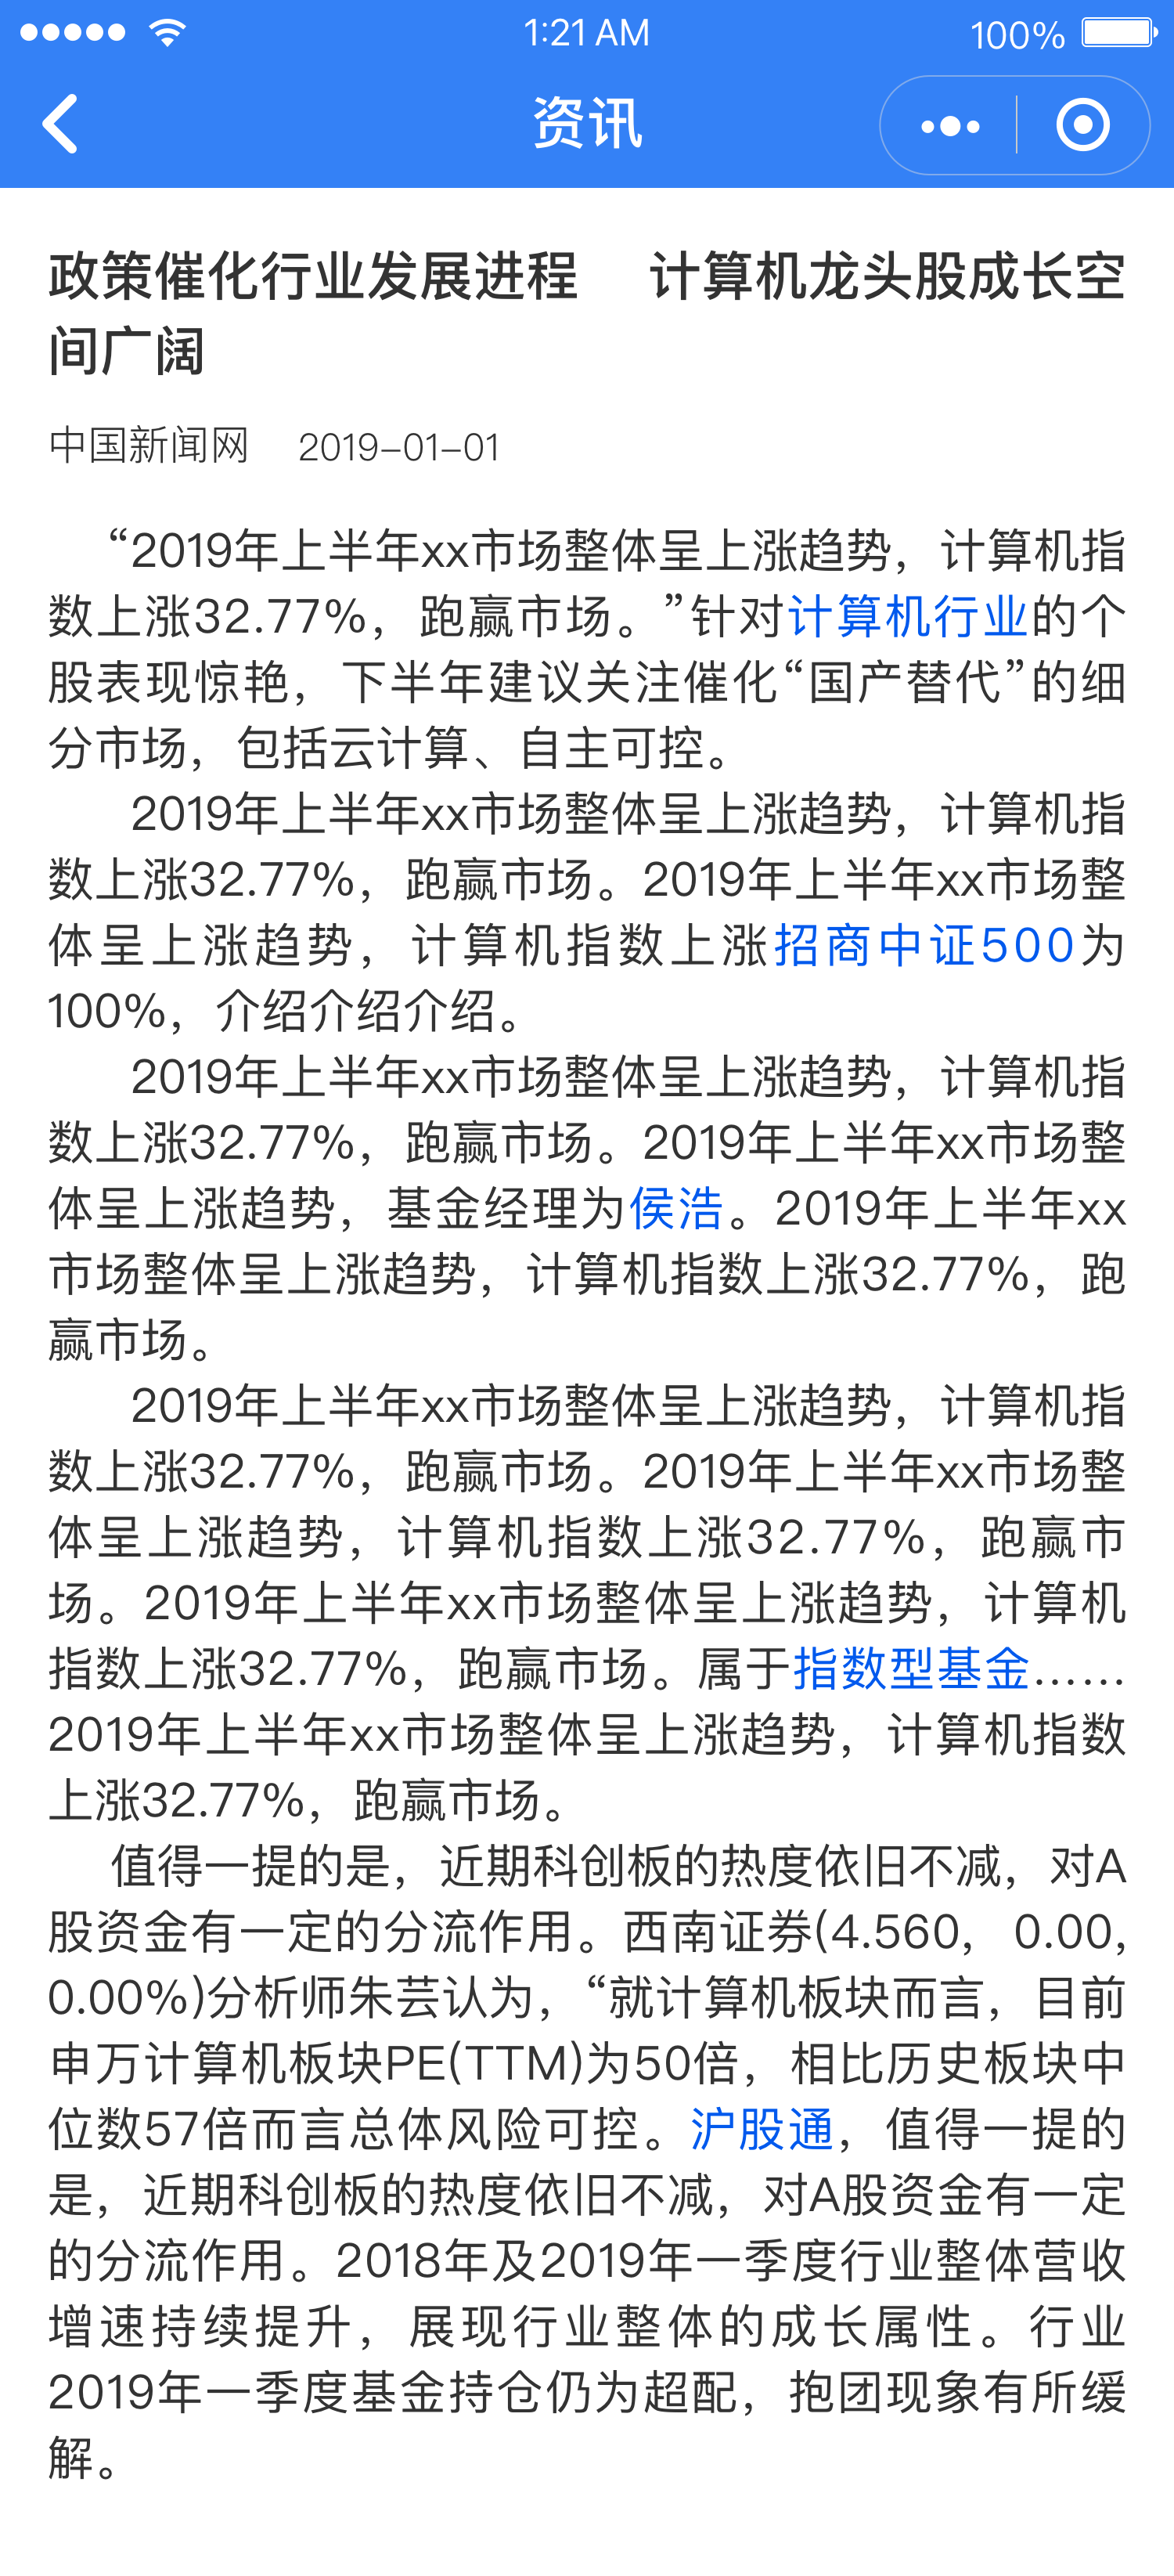 1:21 AM
100%
资讯
政策催化行业发展进程　计算机龙头股成长空
间广阔
中国新闻网 2019-01-01
“2019年上半年xx市场整体呈上涨趋势，计算机指
数上涨32.77%，跑赢市场。”针对计算机行业的个
股表现惊艳，下半年建议关注催化“国产替代”的细
分市场，包括云计算、自主可控。
2019年上半年xx市场整体呈上涨趋势，计算机指
数上涨32.77%，跑赢市场。2019年上半年xx市场整
体呈上涨趋势，计算机指数上涨招商中证500为
100%，介绍介绍介绍。
2019年上半年xx市场整体呈上涨趋势，计算机指
数上涨32.77%，跑赢市场。2019年上半年xx市场整
体呈上涨趋势，基金经理为侯浩。2019年上半年xx
市场整体呈上涨趋势，计算机指数上涨32.77%，跑
赢市场。
2019年上半年xx市场整体呈上涨趋势，计算机指
数上涨32.77%，跑赢市场。2019年上半年xx市场整
体呈上涨趋势，计算机指数上涨32.77%，跑赢市
场。2019年上半年xx市场整体呈上涨趋势，计算机
指数上涨32.77%，跑赢市场。属于指数型基金……
2019年上半年xx市场整体呈上涨趋势，计算机指数
上涨32.77%，跑赢市场。
值得一提的是，近期科创板的热度依旧不减，对A
股资金有一定的分流作用。西南证券(4.560, 0.00,
0.00%)分析师朱芸认为，“就计算机板块而言，目前
申万计算机板块PE(TTM)为50倍，相比历史板块中
位数57倍而言总体风险可控。沪股通，值得一提的
是，近期科创板的热度依旧不减，对A股资金有一定
的分流作用。2018年及2019年一季度行业整体营收
增速持续提升，展现行业整体的成长属性。行业
2019年一季度基金持仓仍为超配，抱团现象有所缓
解。